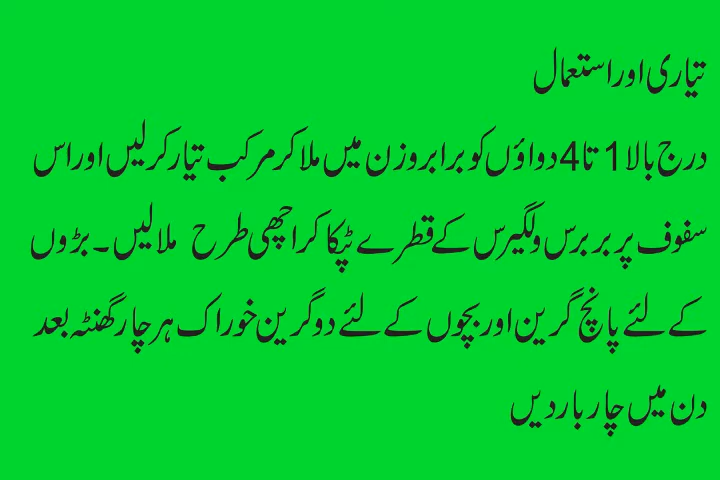 تیاری اور استعمال
درج بالا 1 تا 4 دواؤں کو برابر وزن میں ملا کر مرکب تیار کر لیں اور اس
سفوف پر بربرس ولگیرس کے قطرے ٹپکا کر اچھی طرح ملا لیں۔ بڑوں
کے لئے پانچ گرین اور بچوں کے لئے دو گرین خوراک ہر چار گھنٹہ بعد
دن میں چار بار دیں